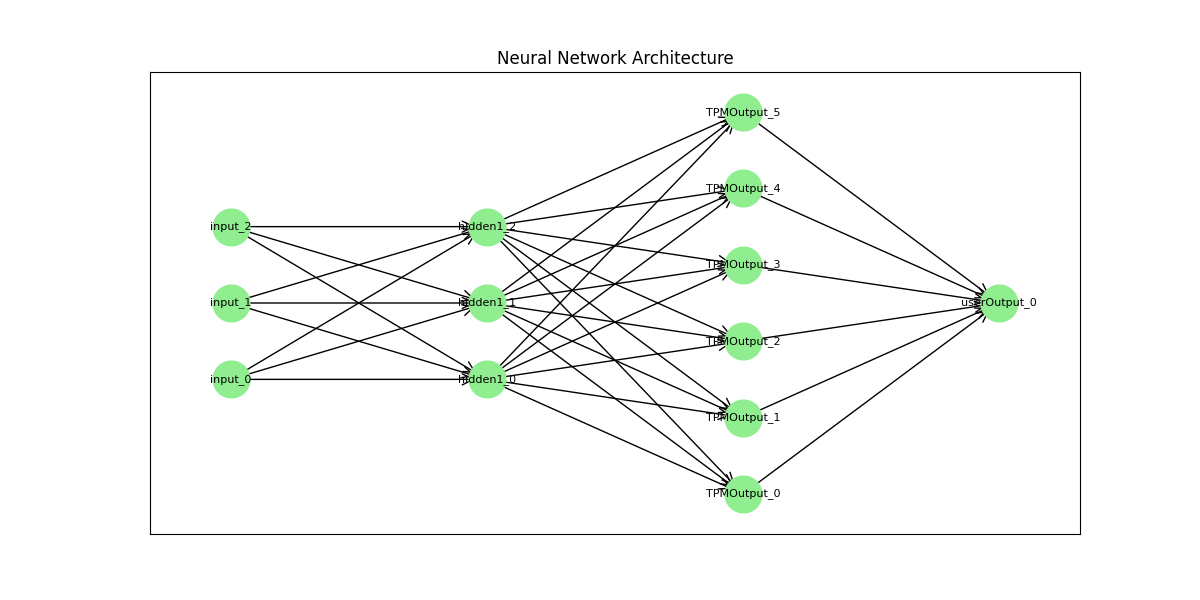 Neural Network Architecture
TPMOutput_5
TPMOutput_4
input_2
hidden1_2
TPMOutput_3
input_1
hidden1_1
userOutput_0
TPMOutput_2
input_0
hidden1_0
TPMOutput_1
TPMOutput_0